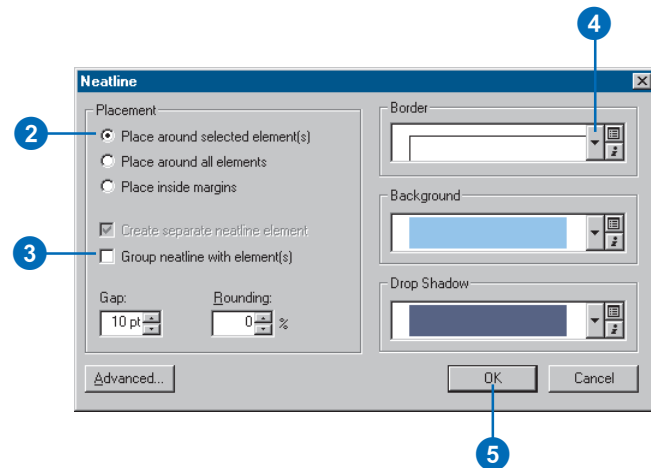 4
Neatline
Placement
2
Place around selected element(s)
Place around all elements
Place inside margins
Create separate neatline element
3
Group neatline with element(s)
Gap:
Rounding:
10 pt
0 %
Border
Background
Drop Shadow
Advanced...
OK
Cancel
5